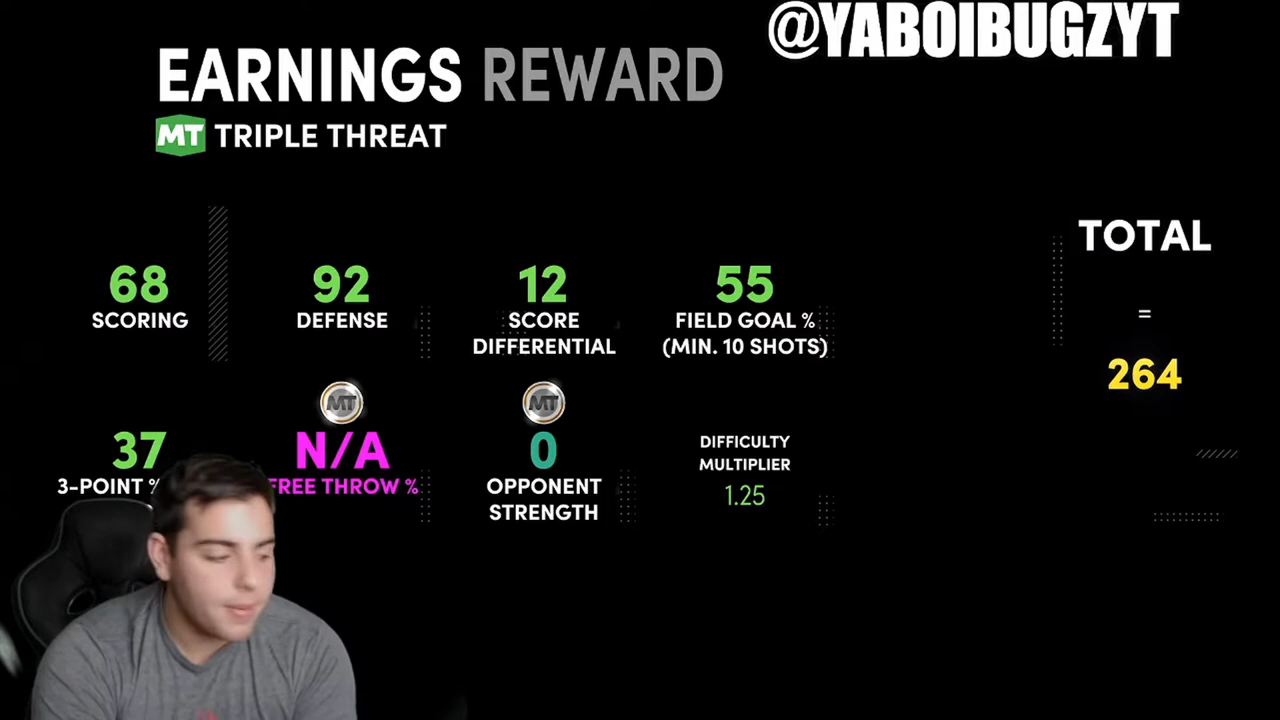 @YABOIBUGZYT
EARNINGS REWARD
MT TRIPLE THREAT
TOTAL
68
SCORING
92
DEFENSE
12
SCORE
DIFFERENTIAL
55
FIELD GOAL %
(MIN. 10 SHOTS)
=
264
MT
MT
37
3-POINT %
N/A
FREE THROW %
0
OPPONENT
STRENGTH
DIFFICULTY
MULTIPLIER
1.25